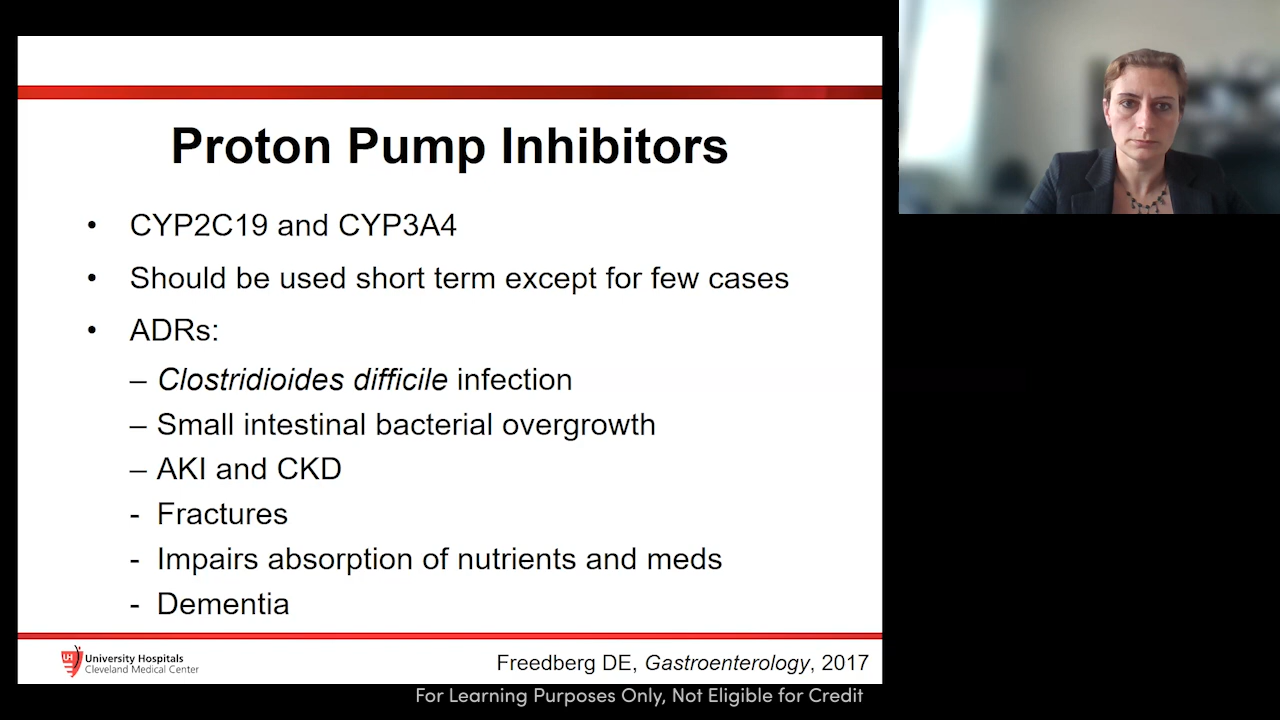 Proton Pump Inhibitors
• CYP2C19 and CYP3A4
• Should be used short term except for few cases
• ADRs:
– Clostridioides difficile infection
– Small intestinal bacterial overgrowth
– AKI and CKD
- Fractures
- Impairs absorption of nutrients and meds
- Dementia
UH University Hospitals
Cleveland Medical Center
Freedberg DE, Gastroenterology, 2017
For Learning Purposes Only, Not Eligible for Credit